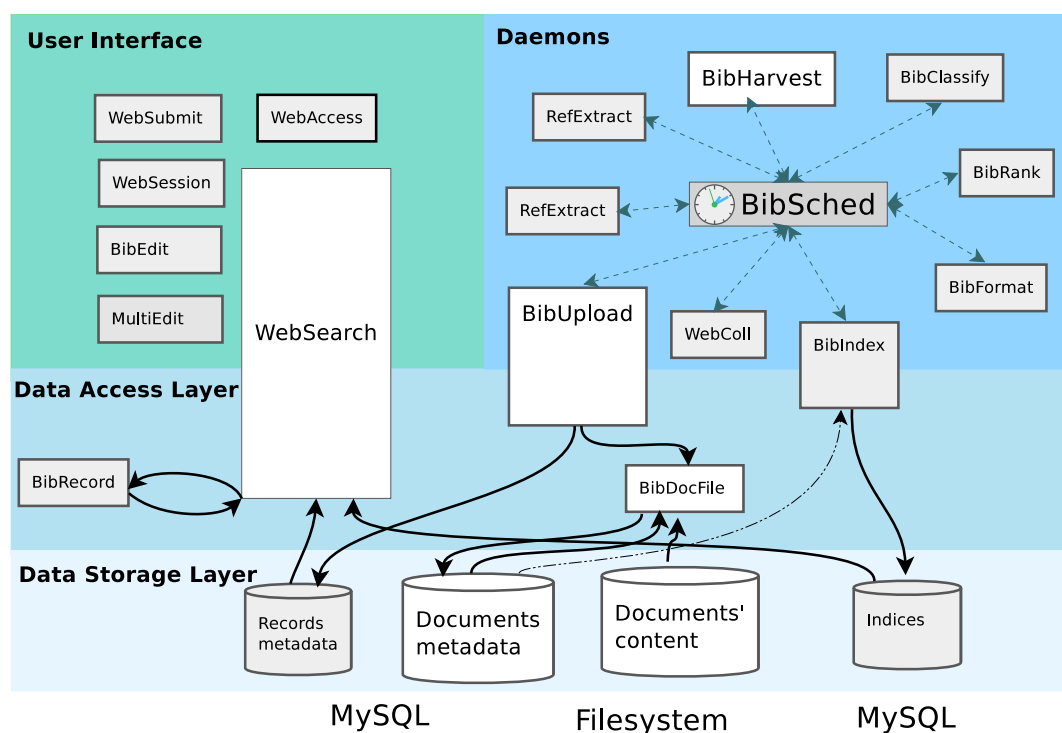 User Interface
Daemons
BibHarvest
BibClassify
WebSubmit
WebAccess
RefExtract
WebSession
BibRank
RefExtract
BibSched
BibEdit
BibFormat
MultiEdit
WebSearch
BibUpload
WebColl
BibIndex
Data Access Layer
BibRecord
BibDocFile
Data Storage Layer
Records
metadata
Documents
metadata
Documents'
content
Indices
MySQL
Filesystem
MySQL